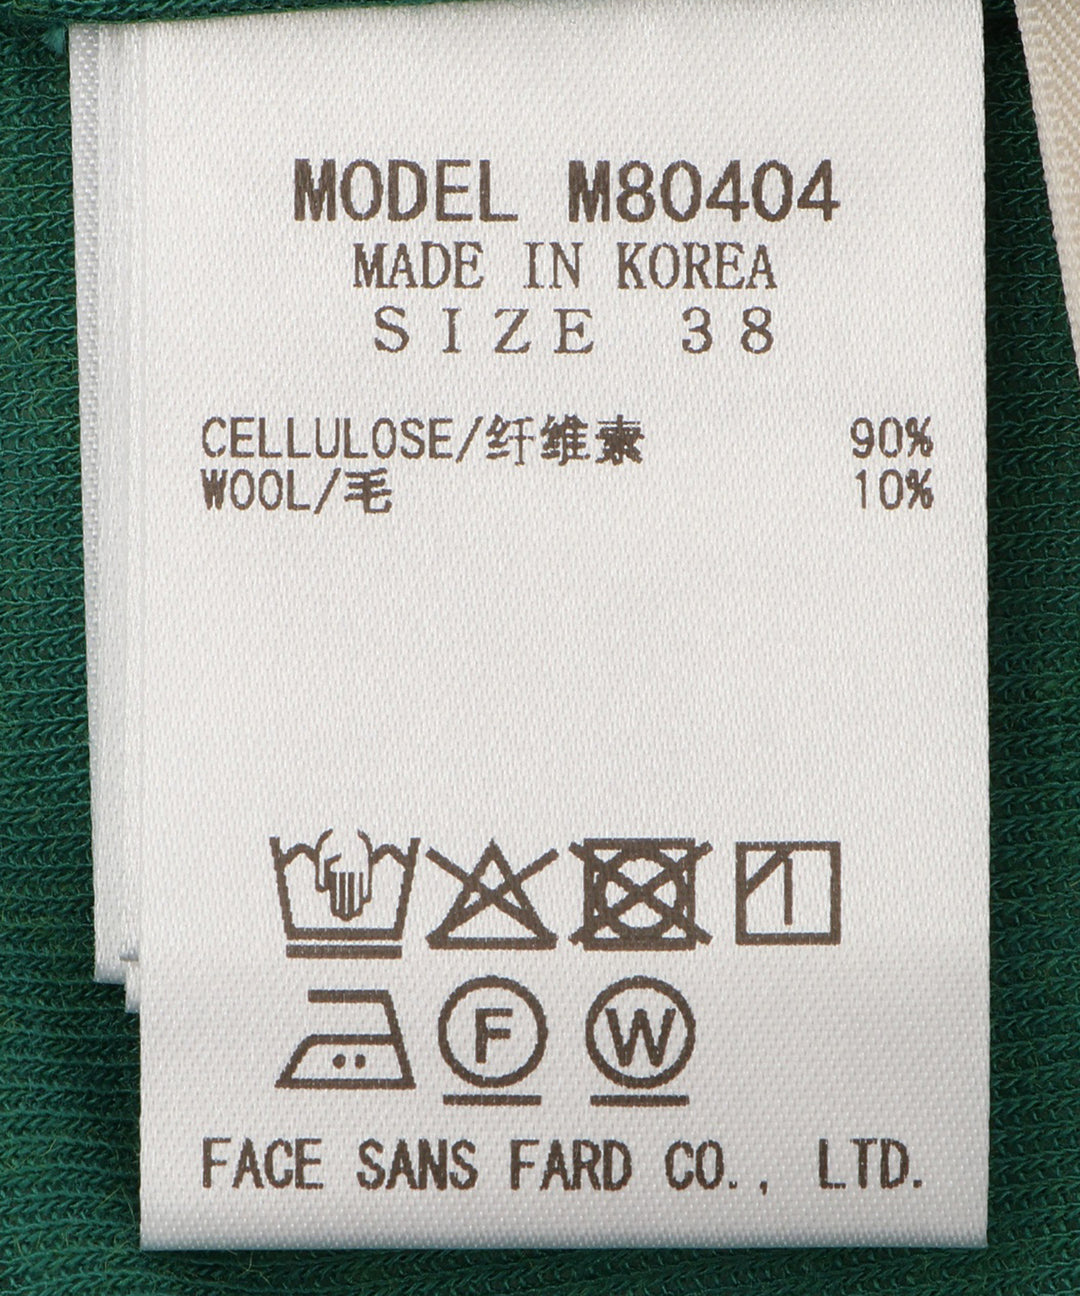 MODEL M80404
MADE IN KOREA
SIZE 38
CELLULOSE/纤维素 90%
WOOL/毛 10%
F W
FACE SANS FARD CO., LTD.